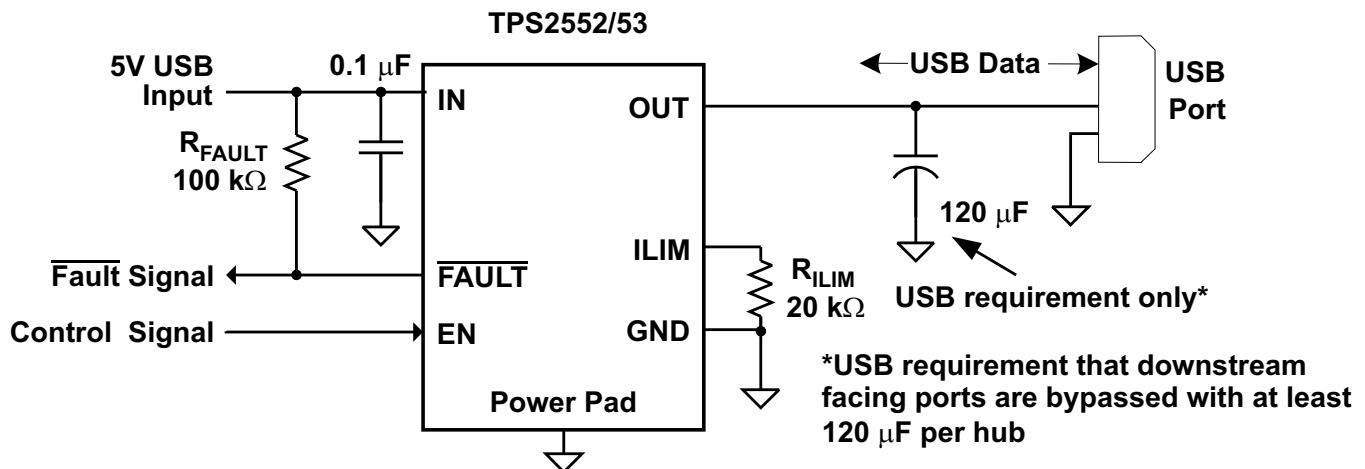 TPS2552/53
5V USB
Input
0.1 μF
IN
OUT
USB Data
USB
Port
R_FAULT
100 kΩ
120 μF
ILIM
R_ILIM
20 kΩ
USB requirement only*
Fault Signal
FAULT
Control Signal
EN
GND
*USB requirement that downstream
facing ports are bypassed with at least
120 μF per hub
Power Pad